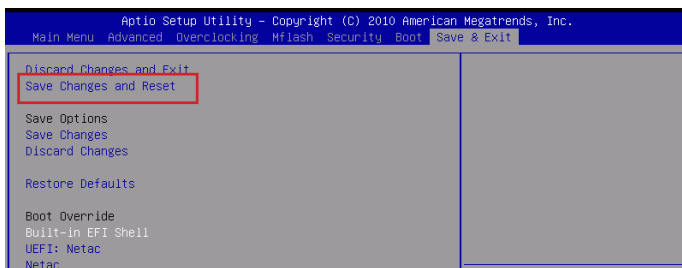 Aptio Setup Utility – Copyright (C) 2010 American Megatrends, Inc.
Main Menu Advanced Overclocking Mflash Security Boot Save & Exit
Discard Changes and Exit
Save Changes and Reset
Save Options
Save Changes
Discard Changes
Restore Defaults
Boot Override
Built-in EFI Shell
UEFI: Netac
Netac